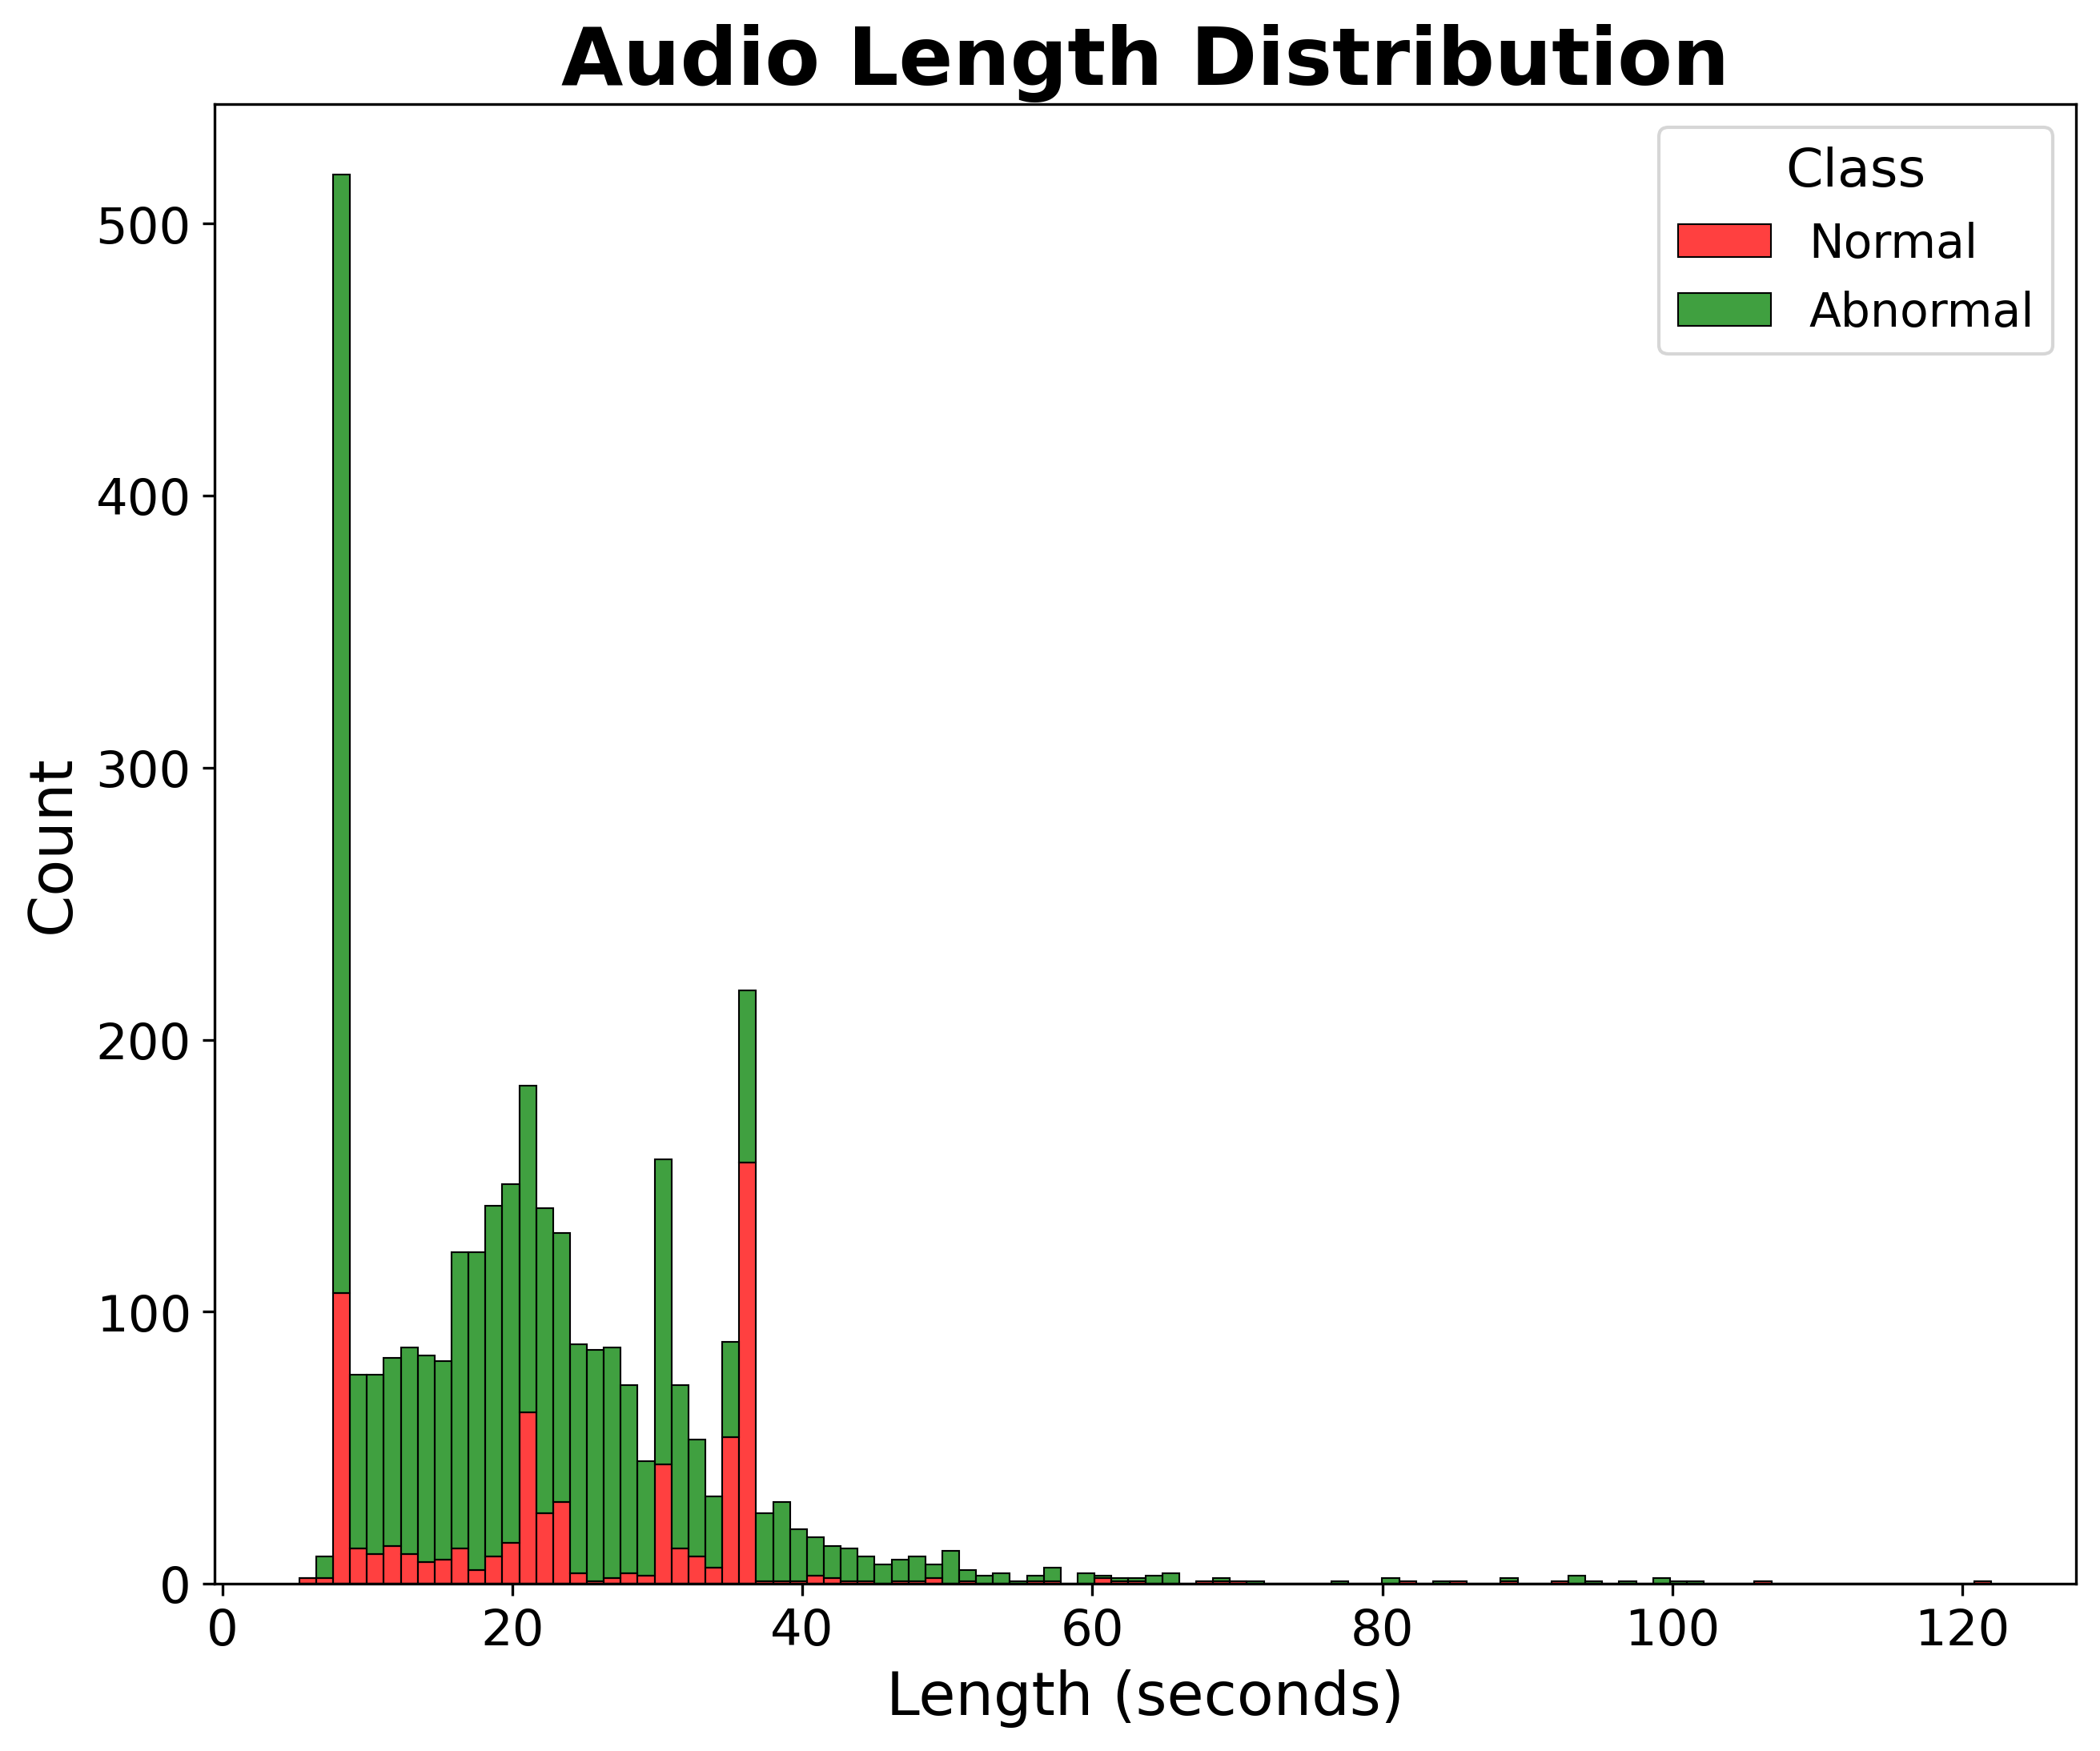 Audio Length Distribution
Class
Normal
Abnormal
Count
500
400
300
200
100
0
0 20 40 60 80 100 120
Length (seconds)